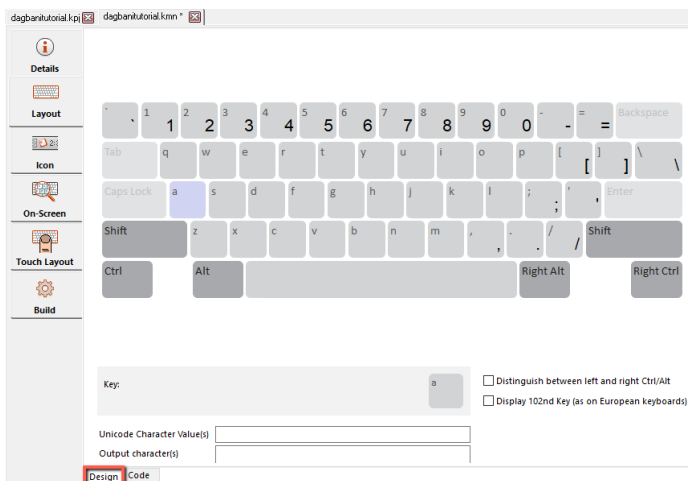 dagbanitutorial.kpj dagbanitutorial.kmn *
Details
Layout
Icon
On-Screen
Touch Layout
Build
` ` 1 1 2 2 3 3 4 4 5 5 6 6 7 7 8 8 9 9 0 0 - - = = Backspace
Tab q w e r t y u i o p [ [ ] ] \ \
Caps Lock a s d f g h j k l ; ; ' ' Enter
Shift z x c v b n m , , . . / / Shift
Ctrl Alt Right Alt Right Ctrl
Key: a
Distinguish between left and right Ctrl/Alt
Display 102nd Key (as on European keyboards)
Unicode Character Value(s)
Output character(s)
Design Code